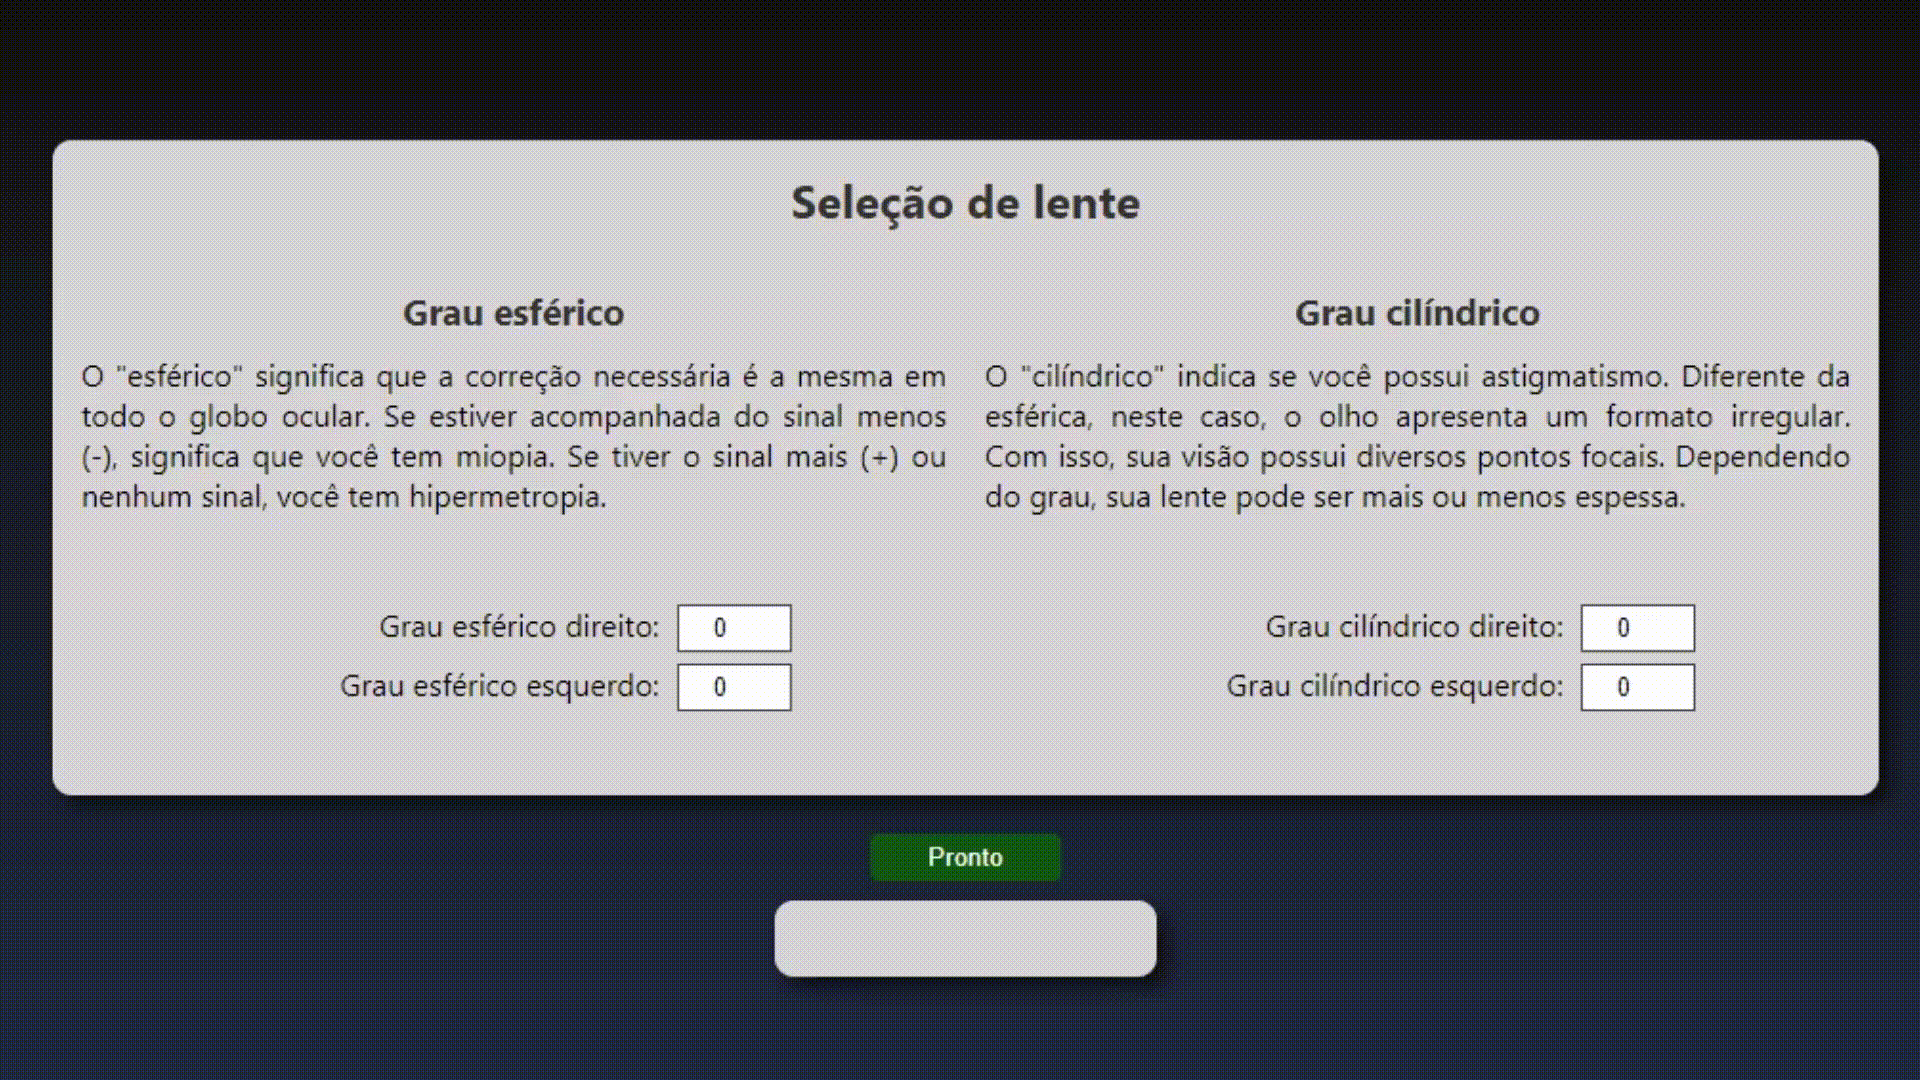 Seleção de lente
Grau esférico
O "esférico" significa que a correção necessária é a mesma em
todo o globo ocular. Se estiver acompanhada do sinal menos
(-), significa que você tem miopia. Se tiver o sinal mais (+) ou
nenhum sinal, você tem hipermetropia.
Grau esférico direito: 0
Grau esférico esquerdo: 0
Grau cilíndrico
O "cilíndrico" indica se você possui astigmatismo. Diferente da
esférica, neste caso, o olho apresenta um formato irregular.
Com isso, sua visão possui diversos pontos focais. Dependendo
do grau, sua lente pode ser mais ou menos espessa.
Grau cilíndrico direito: 0
Grau cilíndrico esquerdo: 0
Pronto